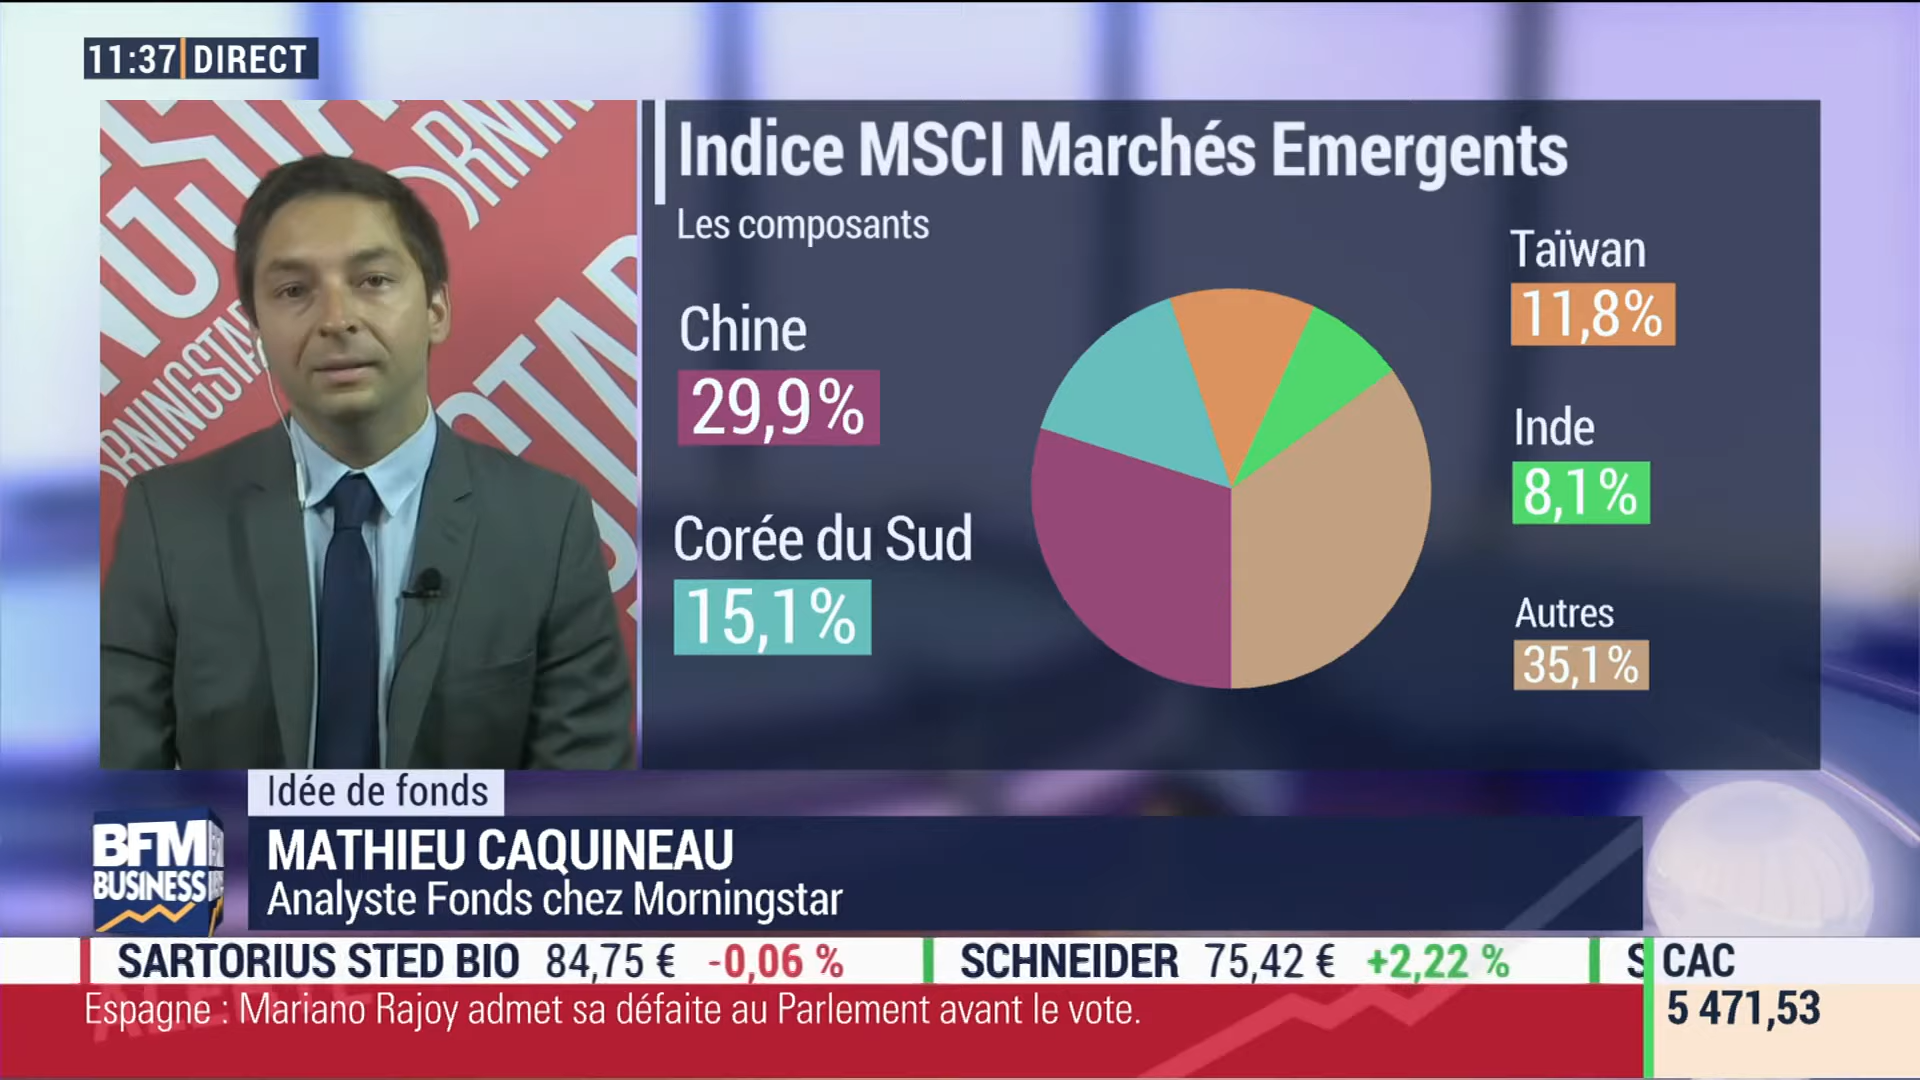 11:37 DIRECT
Indice MSCI Marchés Emergents
Les composants
Chine
29,9%
Corée du Sud
15,1%
Taïwan
11,8%
Inde
8,1%
Autres
35,1%
Idée de fonds
MATHIEU CAQUINEAU
Analyste Fonds chez Morningstar
BFM
BUSINESS
SARTORIUS STED BIO 84,75 € -0,06 % SCHNEIDER 75,42 € +2,22 % S
CAC
5 471,53
Espagne : Mariano Rajoy admet sa défaite au Parlement avant le vote.